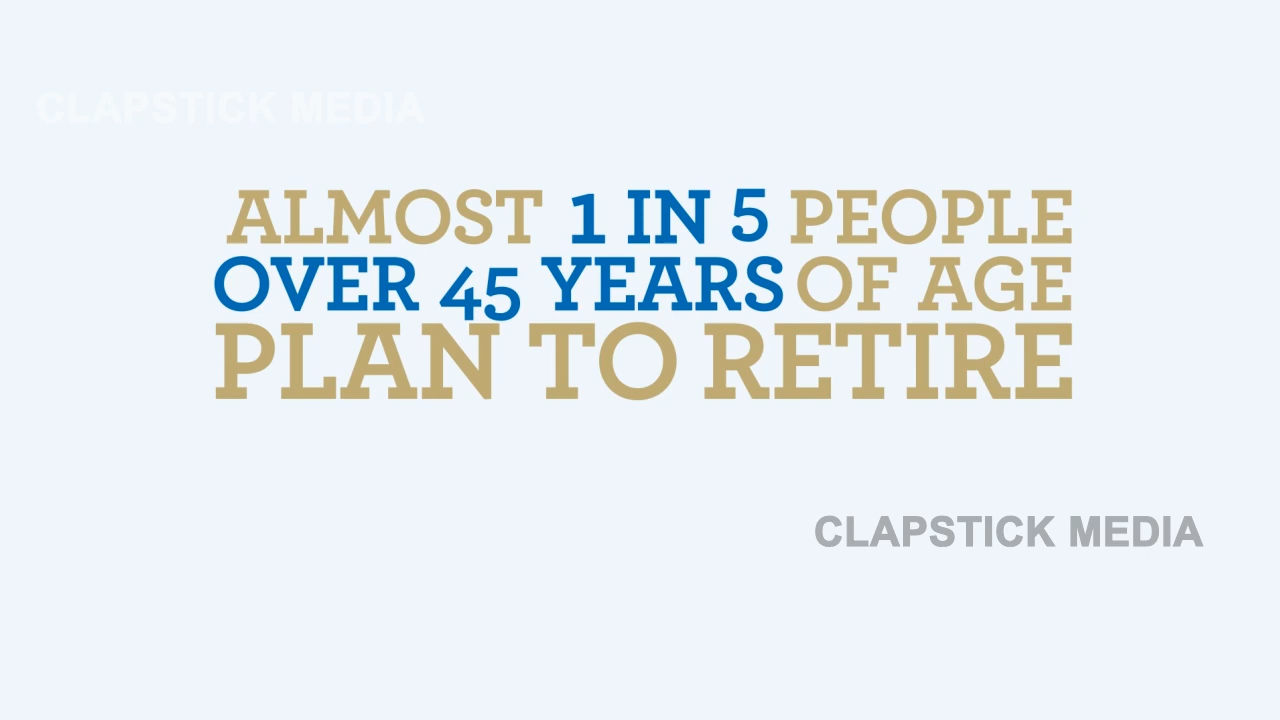 CLAPSTICK MEDIA
ALMOST 1 IN 5 PEOPLE
OVER 45 YEARS OF AGE
PLAN TO RETIRE
CLAPSTICK MEDIA